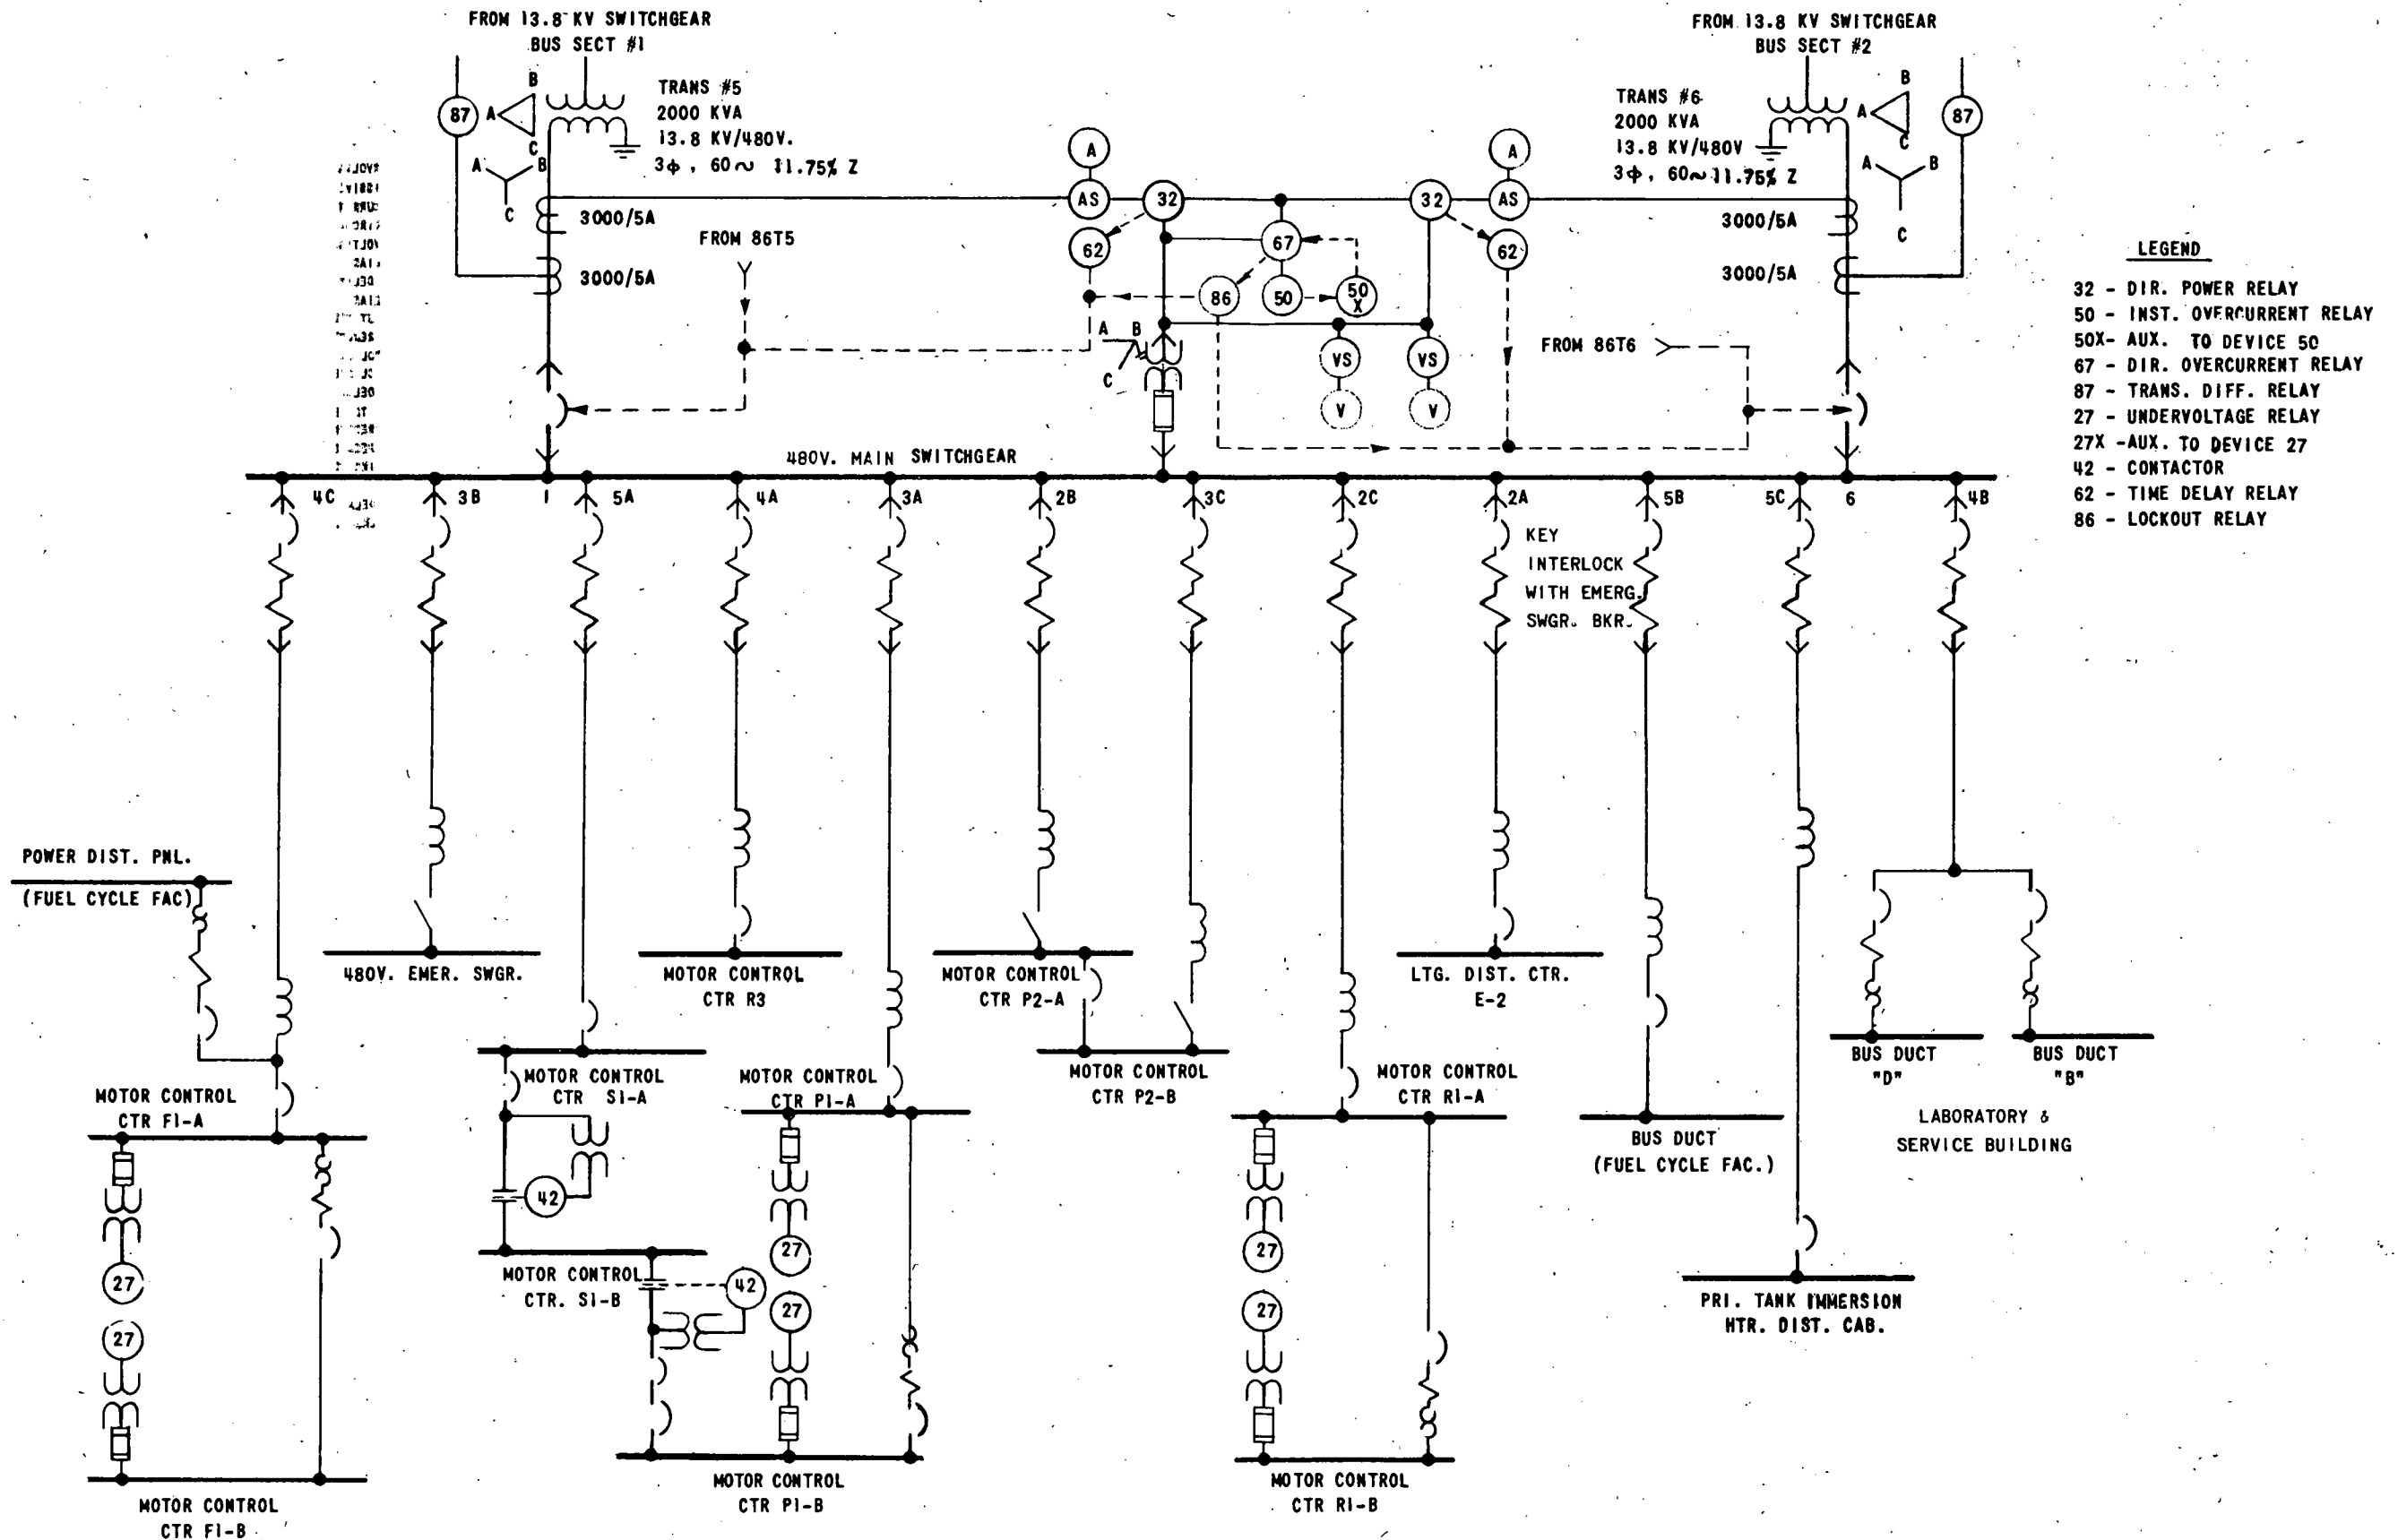 FROM 13.8 KV SWITCHGEAR
BUS SECT #1
FROM 13.8 KV SWITCHGEAR
BUS SECT #2
TRANS #5
2000 KVA
13.8 KV/480V.
3ϕ, 60~ 11.75% Z
TRANS #6
2000 KVA
13.8 KV/480V
3ϕ, 60~ 11.75% Z
87
A
B
C
A
B
C
87
A
B
C
A
B
C
3000/5A
3000/5A
3000/5A
3000/5A
A
AS
32
62
A
AS
32
62
67
86
50
50
X
FROM 86T5
FROM 86T6
A
B
C
VS
VS
V
V
LEGEND
32 - DIR. POWER RELAY
50 - INST. OVERCURRENT RELAY
50X- AUX. TO DEVICE 50
67 - DIR. OVERCURRENT RELAY
87 - TRANS. DIFF. RELAY
27 - UNDERVOLTAGE RELAY
27X -AUX. TO DEVICE 27
42 - CONTACTOR
62 - TIME DELAY RELAY
86 - LOCKOUT RELAY
480V. MAIN SWITCHGEAR
4C
3B
1
5A
4A
3A
2B
3C
2C
2A
5B
5C
6
4B
KEY
INTERLOCK
WITH EMERG.
SWGR. BKR.
POWER DIST. PNL.
(FUEL CYCLE FAC)
480V. EMER. SWGR.
MOTOR CONTROL
CTR R3
MOTOR CONTROL
CTR P2-A
LTG. DIST. CTR.
E-2
MOTOR CONTROL
CTR F1-A
MOTOR CONTROL
CTR S1-A
MOTOR CONTROL
CTR P1-A
MOTOR CONTROL
CTR P2-B
MOTOR CONTROL
CTR R1-A
BUS DUCT
(FUEL CYCLE FAC.)
BUS DUCT
"D"
BUS DUCT
"B"
LABORATORY &
SERVICE BUILDING
42
27
27
MOTOR CONTROL
CTR. S1-B
42
27
27
27
27
PRI. TANK IMMERSION
HTR. DIST. CAB.
MOTOR CONTROL
CTR F1-B
MOTOR CONTROL
CTR P1-B
MOTOR CONTROL
CTR R1-B